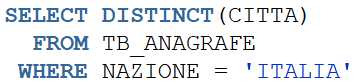 SELECT DISTINCT(CITTA)
FROM TB_ANAGRAFE
WHERE NAZIONE = 'ITALIA'